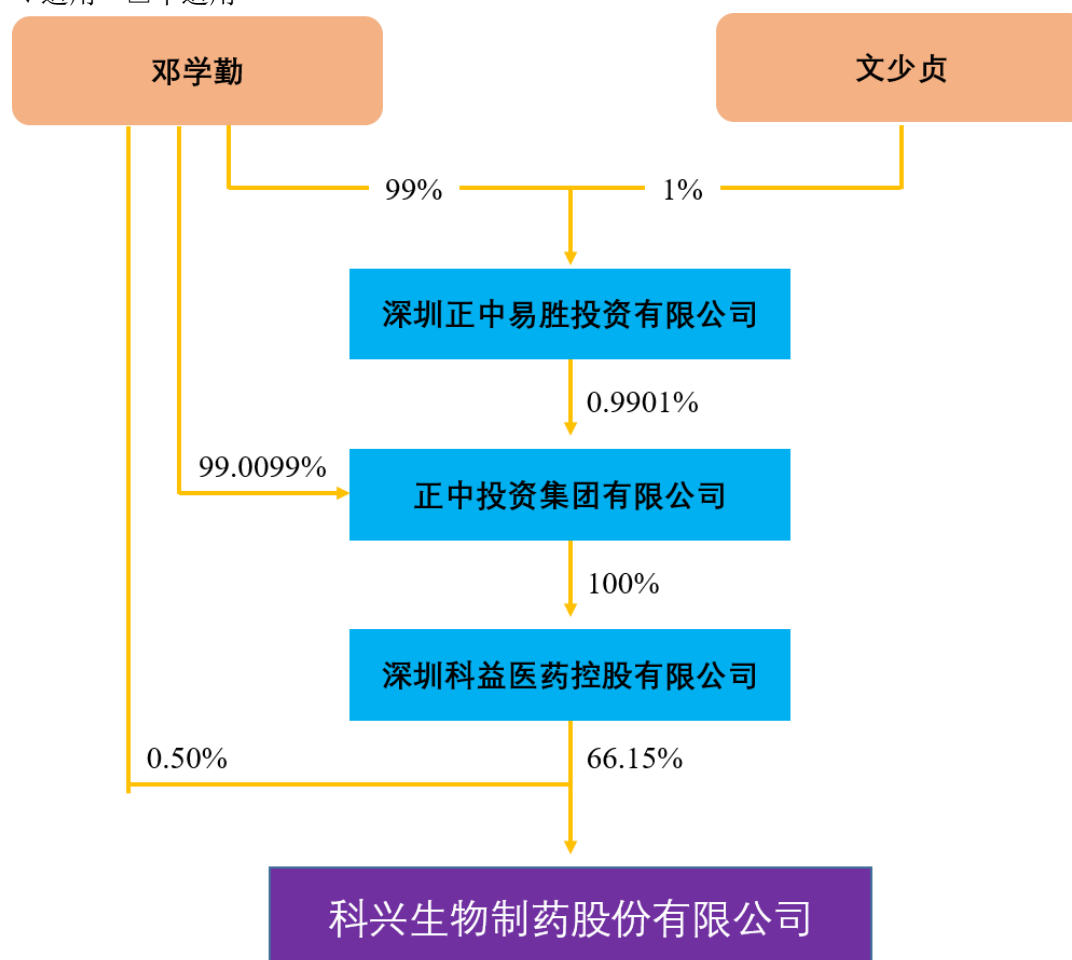 邓学勤
文少贞
99%
1%
深圳正中易胜投资有限公司
0.9901%
99.0099%
正中投资集团有限公司
100%
深圳科益医药控股有限公司
0.50%
66.15%
科兴生物制药股份有限公司